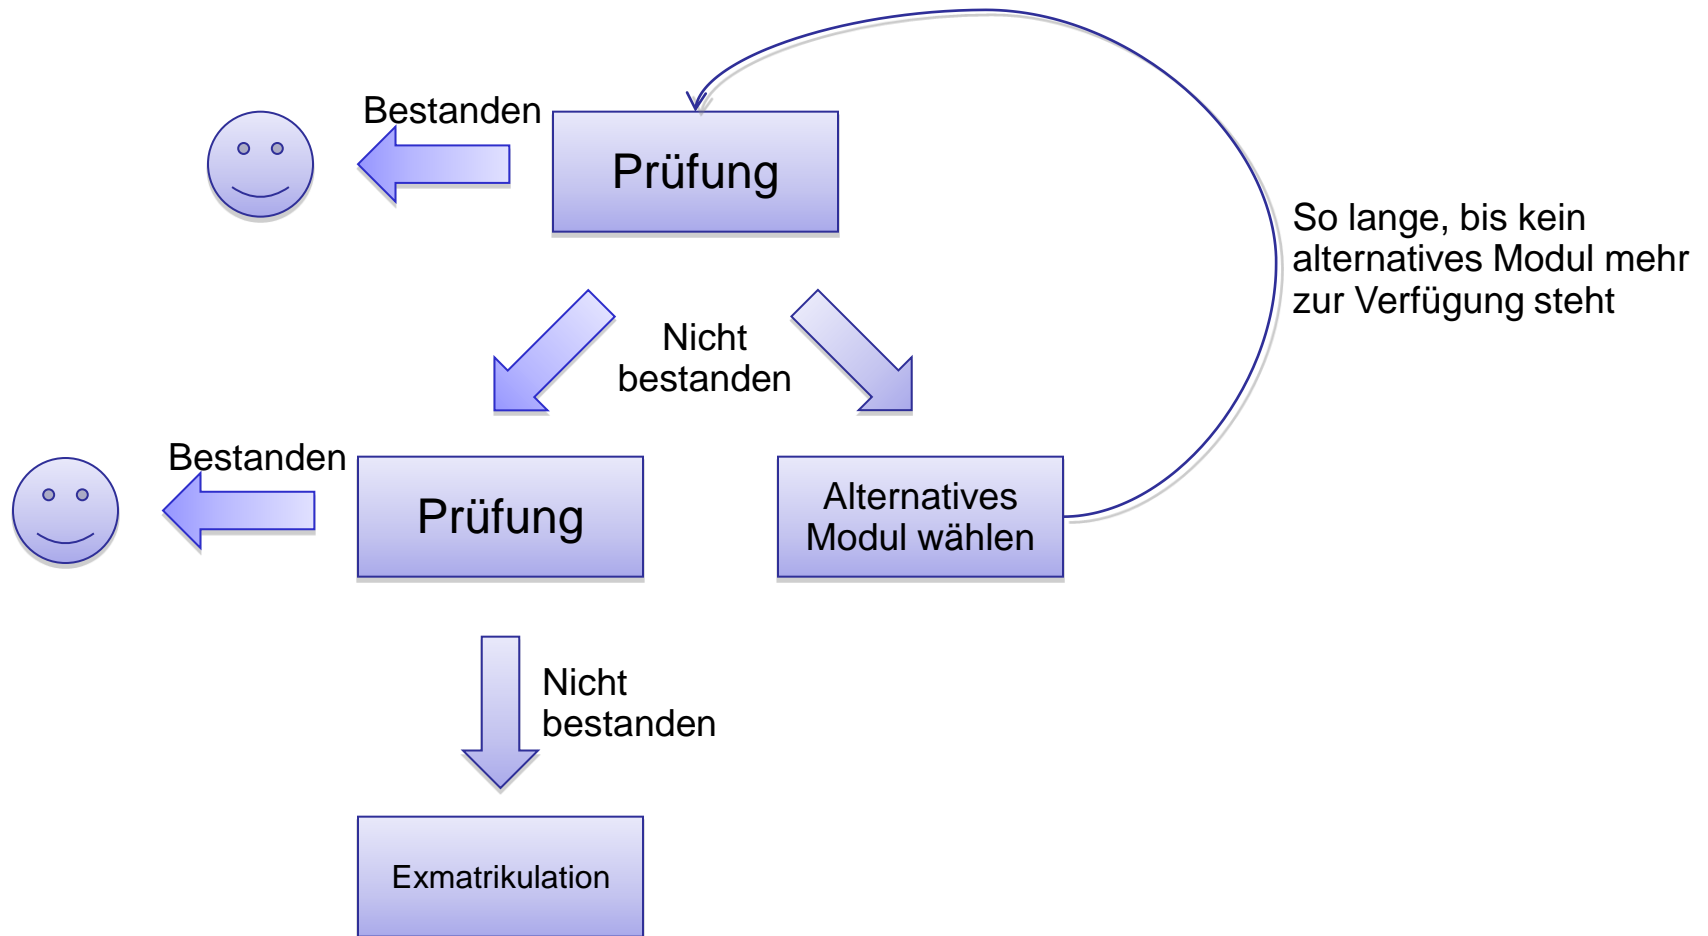 Bestanden
Prüfung
So lange, bis kein
alternatives Modul mehr
zur Verfügung steht
Nicht
bestanden
Bestanden
Prüfung
Alternatives
Modul wählen
Nicht
bestanden
Exmatrikulation